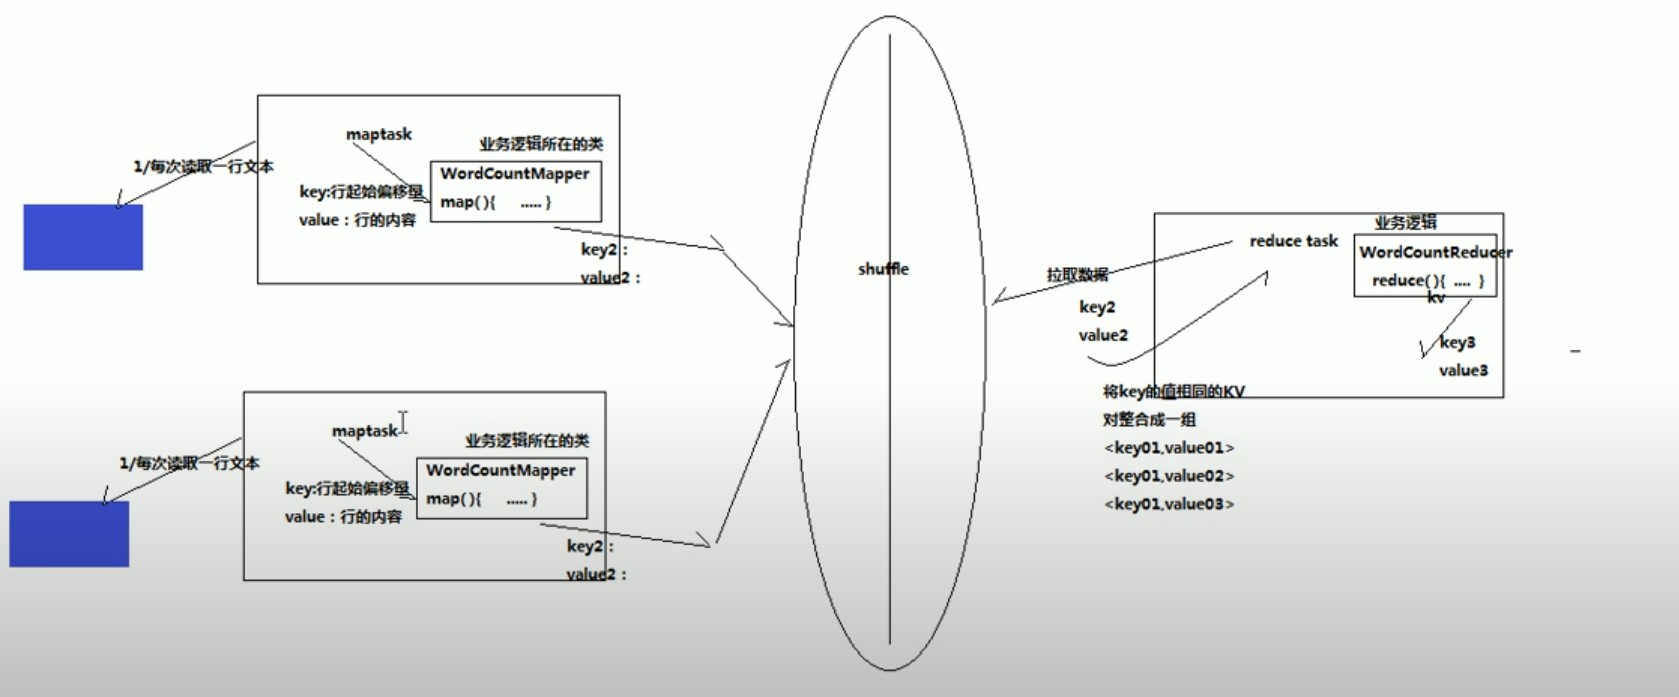 maptask
业务逻辑所在的类
1/每次读取一行文本
WordCountMapper
key:行起始偏移量
map(){ ..... }
value：行的内容
key2：
value2：
maptask
业务逻辑所在的类
1/每次读取一行文本
WordCountMapper
key:行起始偏移量
map(){ ..... }
value：行的内容
key2：
value2：
shuffle
业务逻辑
reduce task
WordCountReducer
拉取数据
reduce(){ .... }
kv
key2
value2
key3
value3
将key的值相同的KV
对整合成一组
<key01,value01>
<key01,value02>
<key01,value03>